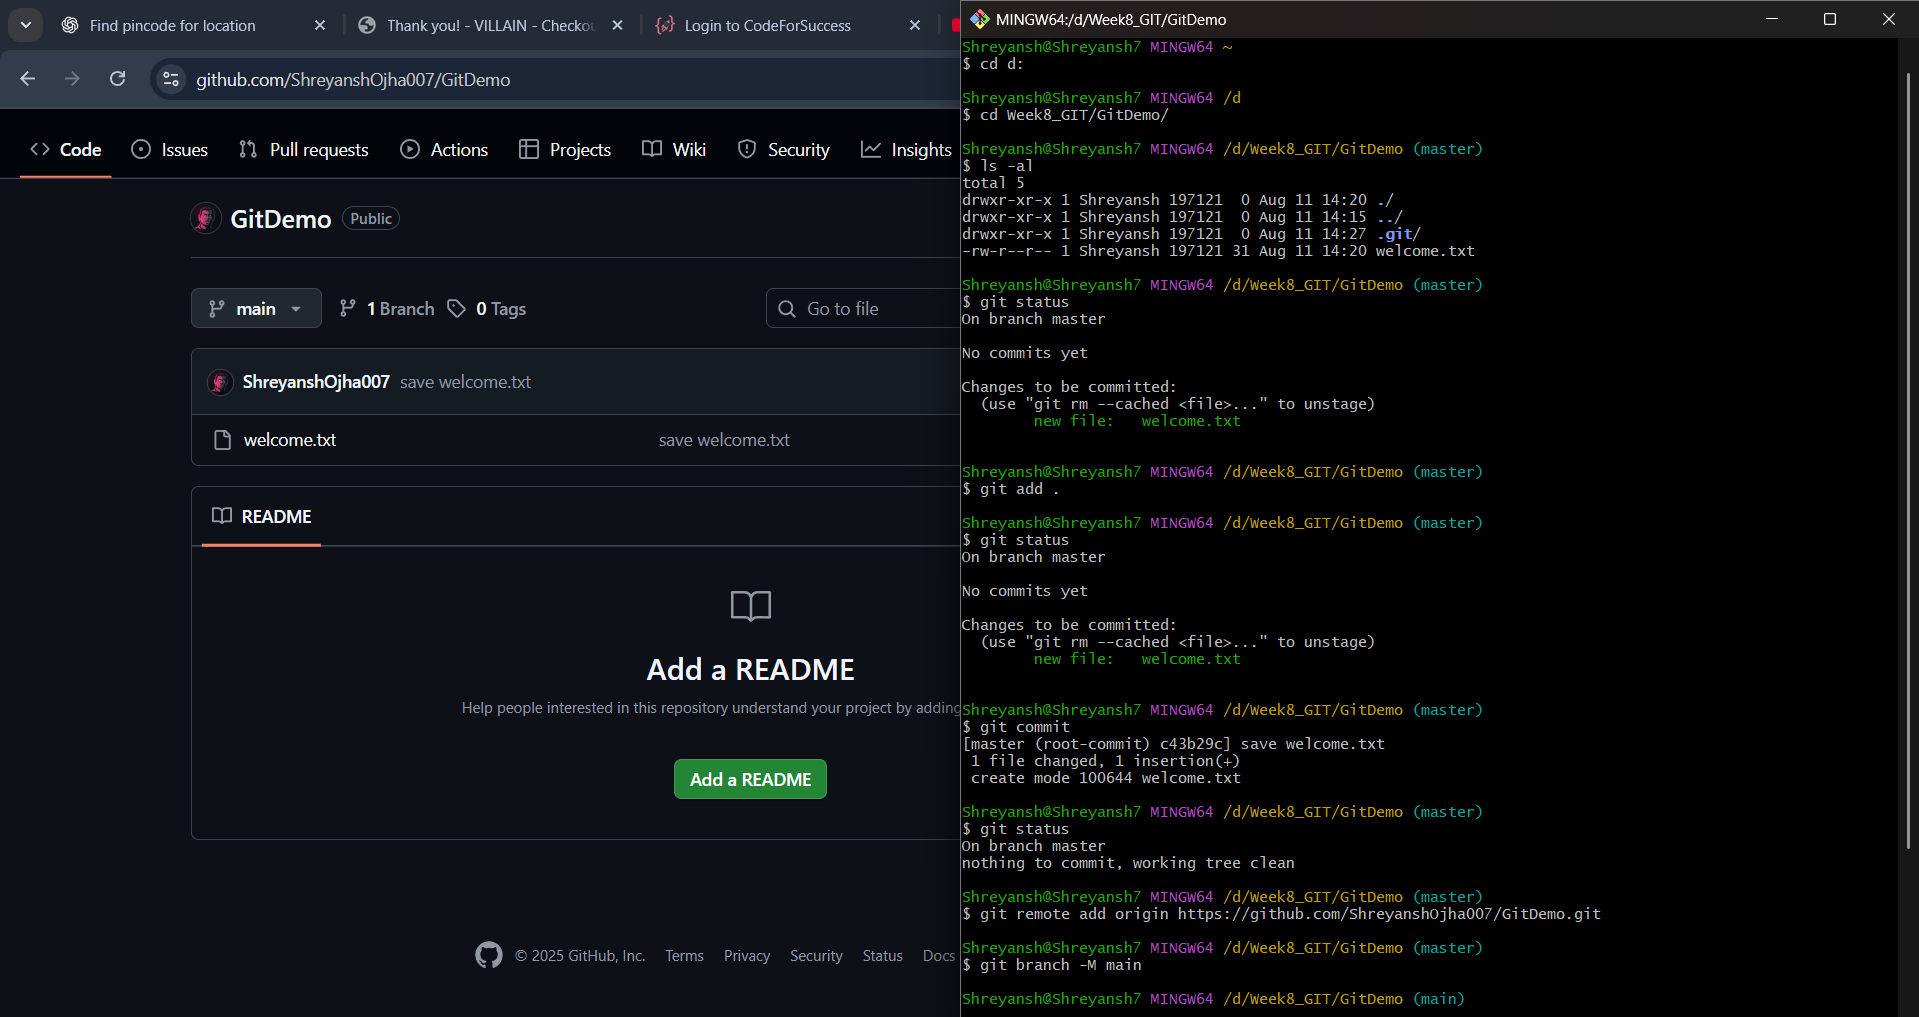 Find pincode for location
Thank you! - VILLAIN - Checkou
Login to CodeForSuccess
github.com/ShreyanshOjha007/GitDemo
Code
Issues
Pull requests
Actions
Projects
Wiki
Security
Insights
GitDemo
Public
main
1 Branch
0 Tags
Go to file
ShreyanshOjha007 save welcome.txt
welcome.txt
save welcome.txt
README
Add a README
Help people interested in this repository understand your project by adding
Add a README
© 2025 GitHub, Inc.
Terms
Privacy
Security
Status
Docs
MINGW64:/d/Week8_GIT/GitDemo
Shreyansh@Shreyansh7 MINGW64 ~
$ cd d:
Shreyansh@Shreyansh7 MINGW64 /d
$ cd Week8_GIT/GitDemo/
Shreyansh@Shreyansh7 MINGW64 /d/Week8_GIT/GitDemo (master)
$ ls -al
total 5
drwxr-xr-x 1 Shreyansh 197121  0 Aug 11 14:20 ./
drwxr-xr-x 1 Shreyansh 197121  0 Aug 11 14:15 ../
drwxr-xr-x 1 Shreyansh 197121  0 Aug 11 14:27 .git/
-rw-r--r-- 1 Shreyansh 197121 31 Aug 11 14:20 welcome.txt
Shreyansh@Shreyansh7 MINGW64 /d/Week8_GIT/GitDemo (master)
$ git status
On branch master
No commits yet
Changes to be committed:
  (use "git rm --cached <file>..." to unstage)
        new file:   welcome.txt
Shreyansh@Shreyansh7 MINGW64 /d/Week8_GIT/GitDemo (master)
$ git add .
Shreyansh@Shreyansh7 MINGW64 /d/Week8_GIT/GitDemo (master)
$ git status
On branch master
No commits yet
Changes to be committed:
  (use "git rm --cached <file>..." to unstage)
        new file:   welcome.txt
Shreyansh@Shreyansh7 MINGW64 /d/Week8_GIT/GitDemo (master)
$ git commit
[master (root-commit) c43b29c] save welcome.txt
 1 file changed, 1 insertion(+)
 create mode 100644 welcome.txt
Shreyansh@Shreyansh7 MINGW64 /d/Week8_GIT/GitDemo (master)
$ git status
On branch master
nothing to commit, working tree clean
Shreyansh@Shreyansh7 MINGW64 /d/Week8_GIT/GitDemo (master)
$ git remote add origin https://github.com/ShreyanshOjha007/GitDemo.git
Shreyansh@Shreyansh7 MINGW64 /d/Week8_GIT/GitDemo (master)
$ git branch -M main
Shreyansh@Shreyansh7 MINGW64 /d/Week8_GIT/GitDemo (main)